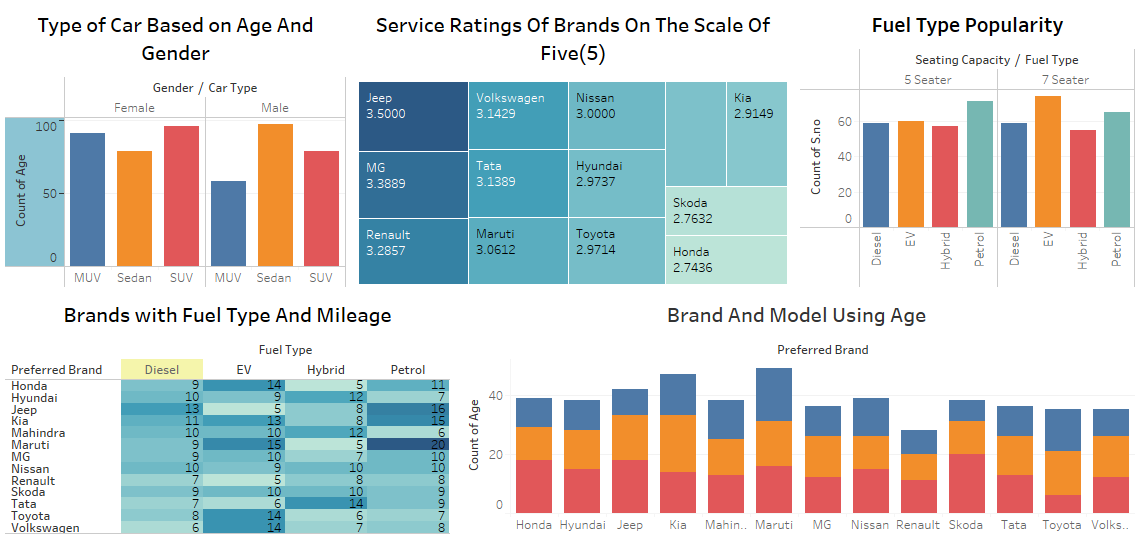 Type of Car Based on Age And
Gender
Gender / Car Type
Female Male
Count of Age
100
50
0
MUV Sedan SUV MUV Sedan SUV
Service Ratings Of Brands On The Scale Of
Five(5)
Jeep
3.5000
MG
3.3889
Renault
3.2857
Volkswagen
3.1429
Tata
3.1389
Maruti
3.0612
Nissan
3.0000
Hyundai
2.9737
Toyota
2.9714
Kia
2.9149
Skoda
2.7632
Honda
2.7436
Fuel Type Popularity
Seating Capacity / Fuel Type
5 Seater 7 Seater
Count of S.no
60
40
20
0
Diesel EV Hybrid Petrol Diesel EV Hybrid Petrol
Brands with Fuel Type And Mileage
Fuel Type
Preferred Brand Diesel EV Hybrid Petrol
Honda 9 14 5 11
Hyundai 10 9 12 7
Jeep 13 5 8 16
Kia 11 13 8 15
Mahindra 10 10 12 6
Maruti 9 15 5 20
MG 9 10 7 10
Nissan 10 9 10 10
Renault 7 5 8 8
Skoda 9 10 10 9
Tata 7 6 14 9
Toyota 8 14 6 7
Volkswagen 6 14 7 8
Brand And Model Using Age
Preferred Brand
Count of Age
40
20
0
Honda Hyundai Jeep Kia Mahin.. Maruti MG Nissan Renault Skoda Tata Toyota Volks..